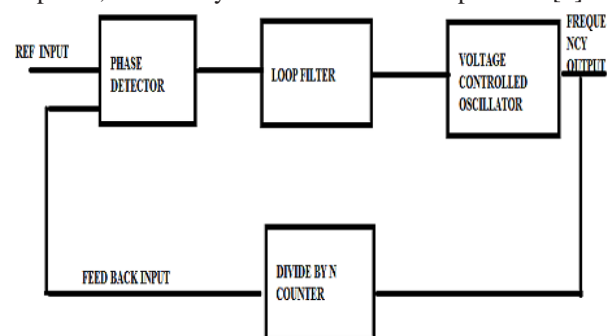 REF INPUT
PHASE
DETECTOR
LOOP FILTER
VOLTAGE
CONTROLLED
OSCILLATOR
FREQUE
NCY
OUTPUT
FEED BACK INPUT
DIVIDE BY N
COUNTER